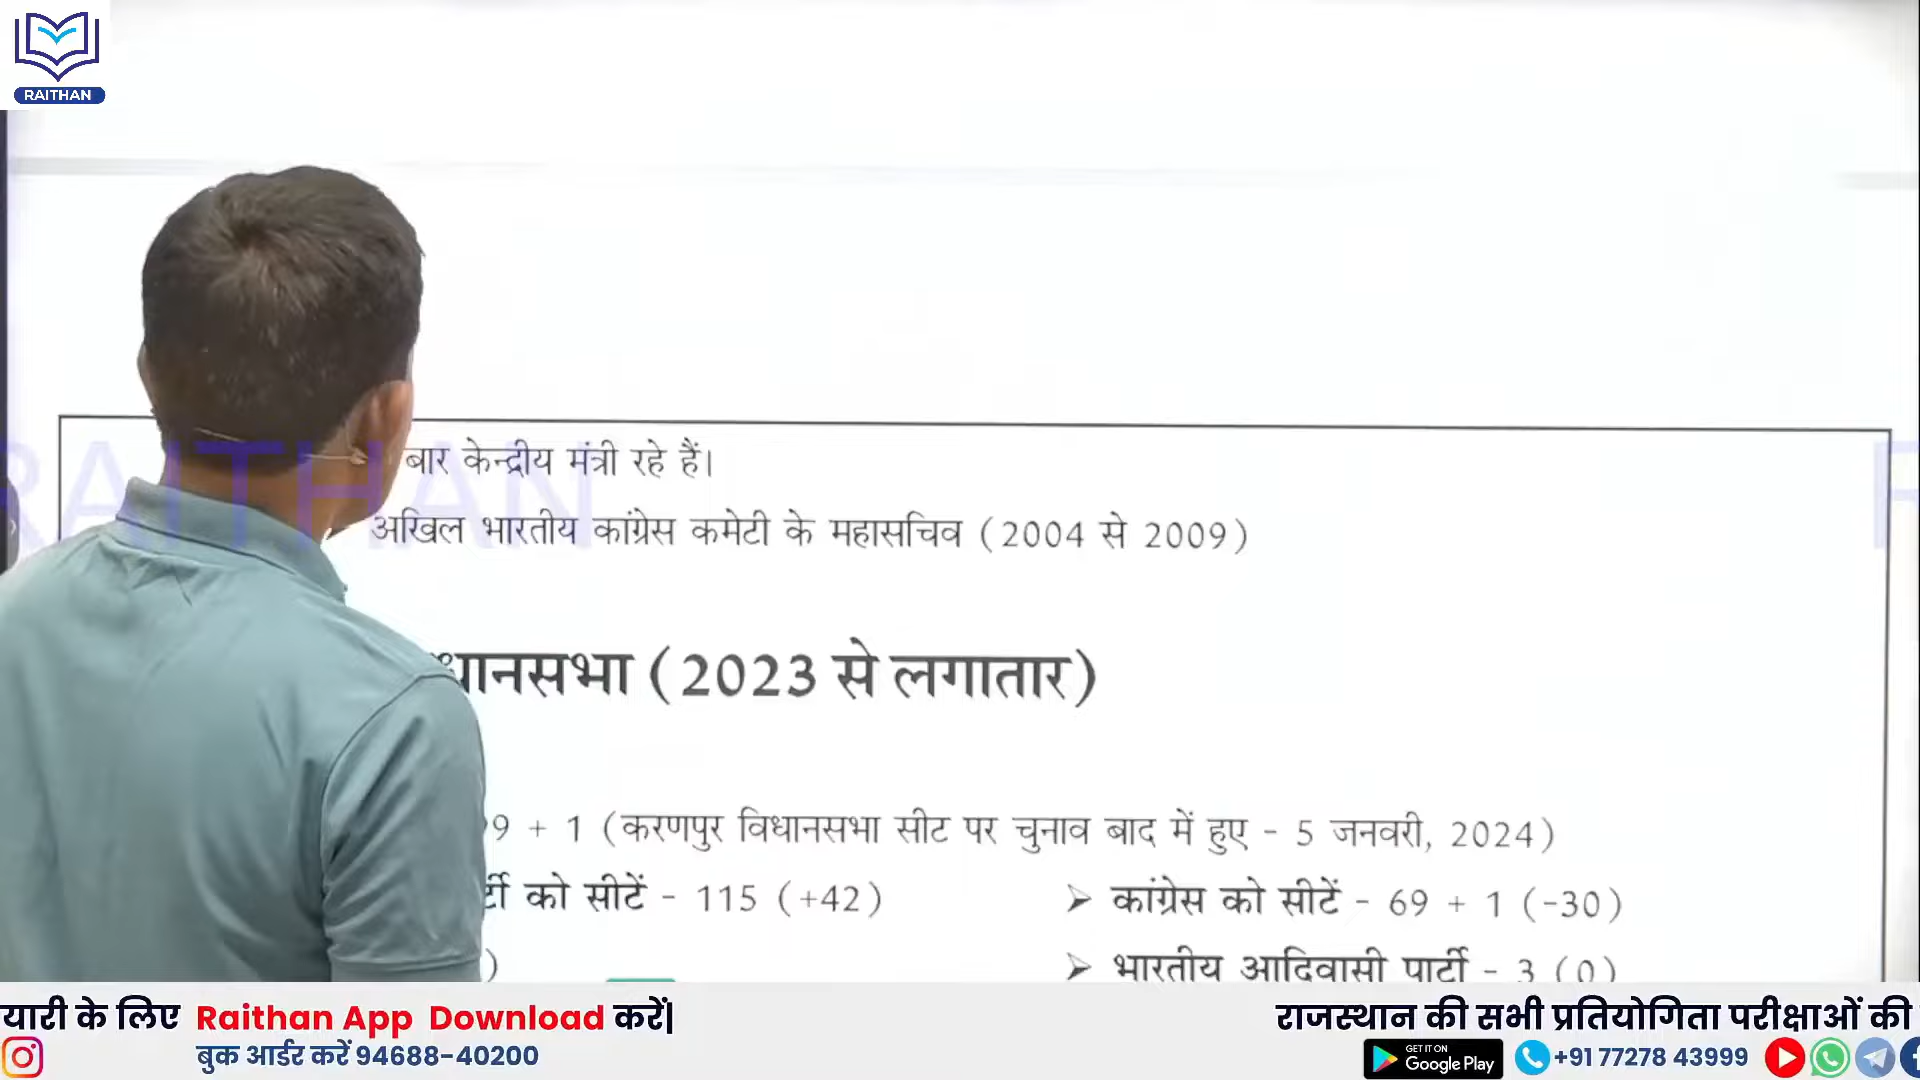 RAITHAN
बार केन्द्रीय मंत्री रहे हैं।
RAITHAN
अखिल भारतीय कांग्रेस कमेटी के महासचिव (2004 से 2009)
धानसभा (2023 से लगातार)
9 + 1 (करणपुर विधानसभा सीट पर चुनाव बाद में हुए - 5 जनवरी, 2024)
र्टी को सीटें - 115 (+42)
➢ कांग्रेस को सीटें - 69 + 1 (-30)
)
➢ भारतीय आदिवासी पार्टी - 3 (0)
यारी के लिए Raithan App Download करें|
राजस्थान की सभी प्रतियोगिता परीक्षाओं की
बुक आर्डर करें 94688-40200
GET IT ON
Google Play
+91 77278 43999